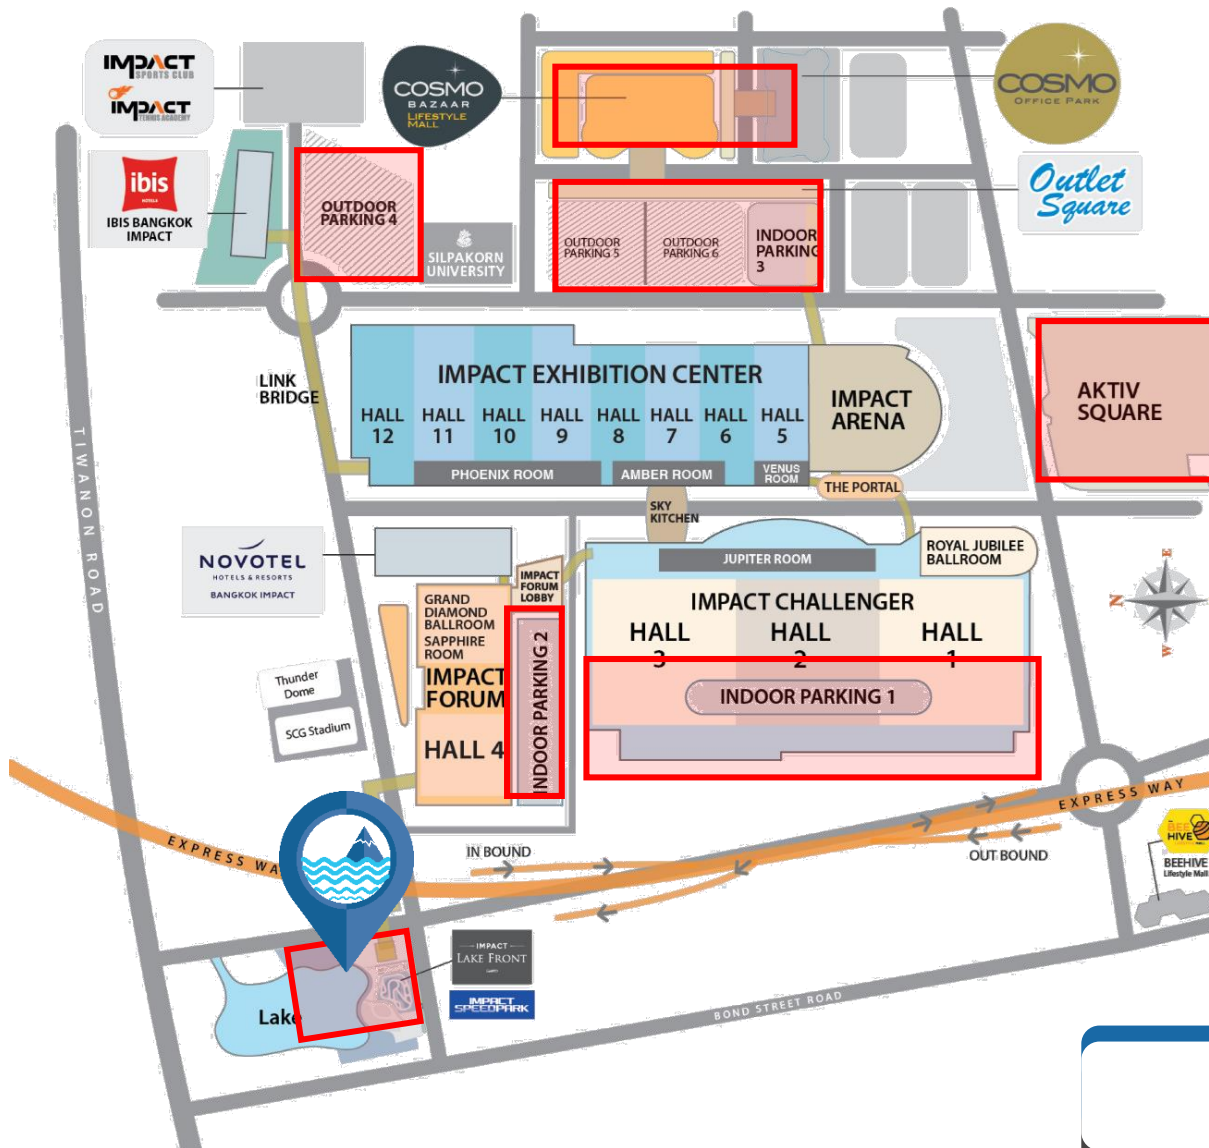 IMPACT
SPORTS CLUB
IMPACT
TENNIS ACADEMY
COSMO
BAZAAR
LIFESTYLE
MALL
COSMO
OFFICE PARK
ibis
HOTELS
IBIS BANGKOK
IMPACT
OUTDOOR
PARKING 4
SILPAKORN
UNIVERSITY
OUTDOOR
PARKING 5
OUTDOOR
PARKING 6
INDOOR
PARKING
3
Outlet
Square
LINK
BRIDGE
IMPACT EXHIBITION CENTER
HALL
12
HALL
11
HALL
10
HALL
9
HALL
8
HALL
7
HALL
6
HALL
5
PHOENIX ROOM
AMBER ROOM
VENUS
ROOM
IMPACT
ARENA
THE PORTAL
AKTIV
SQUARE
TIWANON ROAD
SKY
KITCHEN
NOVOTEL
HOTELS & RESORTS
BANGKOK IMPACT
IMPACT
FORUM
LOBBY
GRAND
DIAMOND
BALLROOM
SAPPHIRE
ROOM
IMPACT
FORUM
HALL 4
INDOOR PARKING 2
JUPITER ROOM
ROYAL JUBILEE
BALLROOM
IMPACT CHALLENGER
HALL
3
HALL
2
HALL
1
INDOOR PARKING 1
E
N
S
W
Thunder
Dome
SCG Stadium
EXPRESS WA
EXPRESS WAY
IN BOUND
OUT BOUND
BEE
HIVE
BEEHIVE
Lifestyle Mall
IMPACT
LAKE FRONT
IMPACT
SPEEDPARK
Lake
BOND STREET ROAD